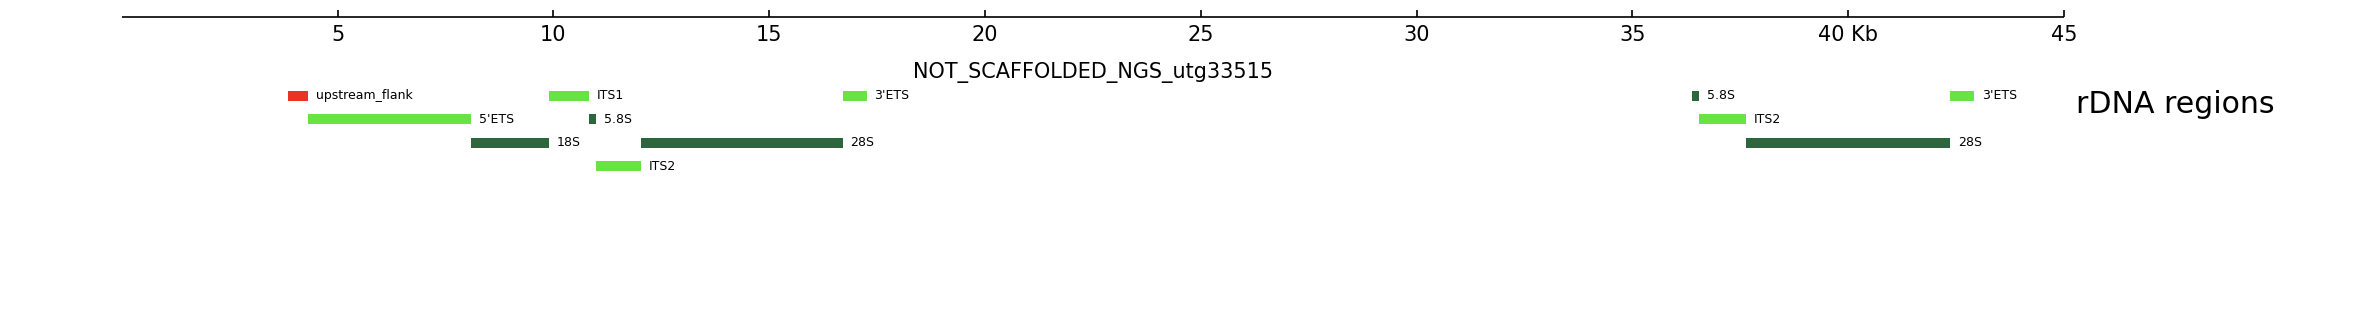 5 10 15 20 25 30 35 40 Kb 45
NOT_SCAFFOLDED_NGS_utg33515
upstream_flank ITS1 3'ETS 5.8S 3'ETS
rDNA regions
5'ETS 5.8S ITS2
18S 28S 28S
ITS2